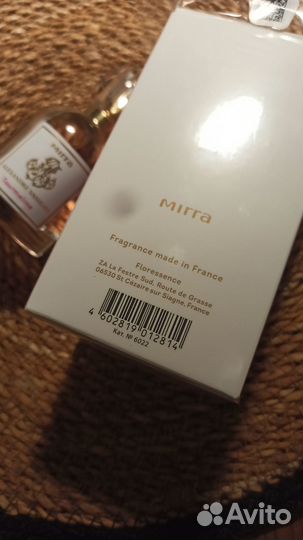 Mirra
Fragrance made in France
Floressence
ZA La Festre Sud, Route de Grasse
06530 St Cezaire sur Siagne, France
4 602819 012814
Кат. № 6022
Avito